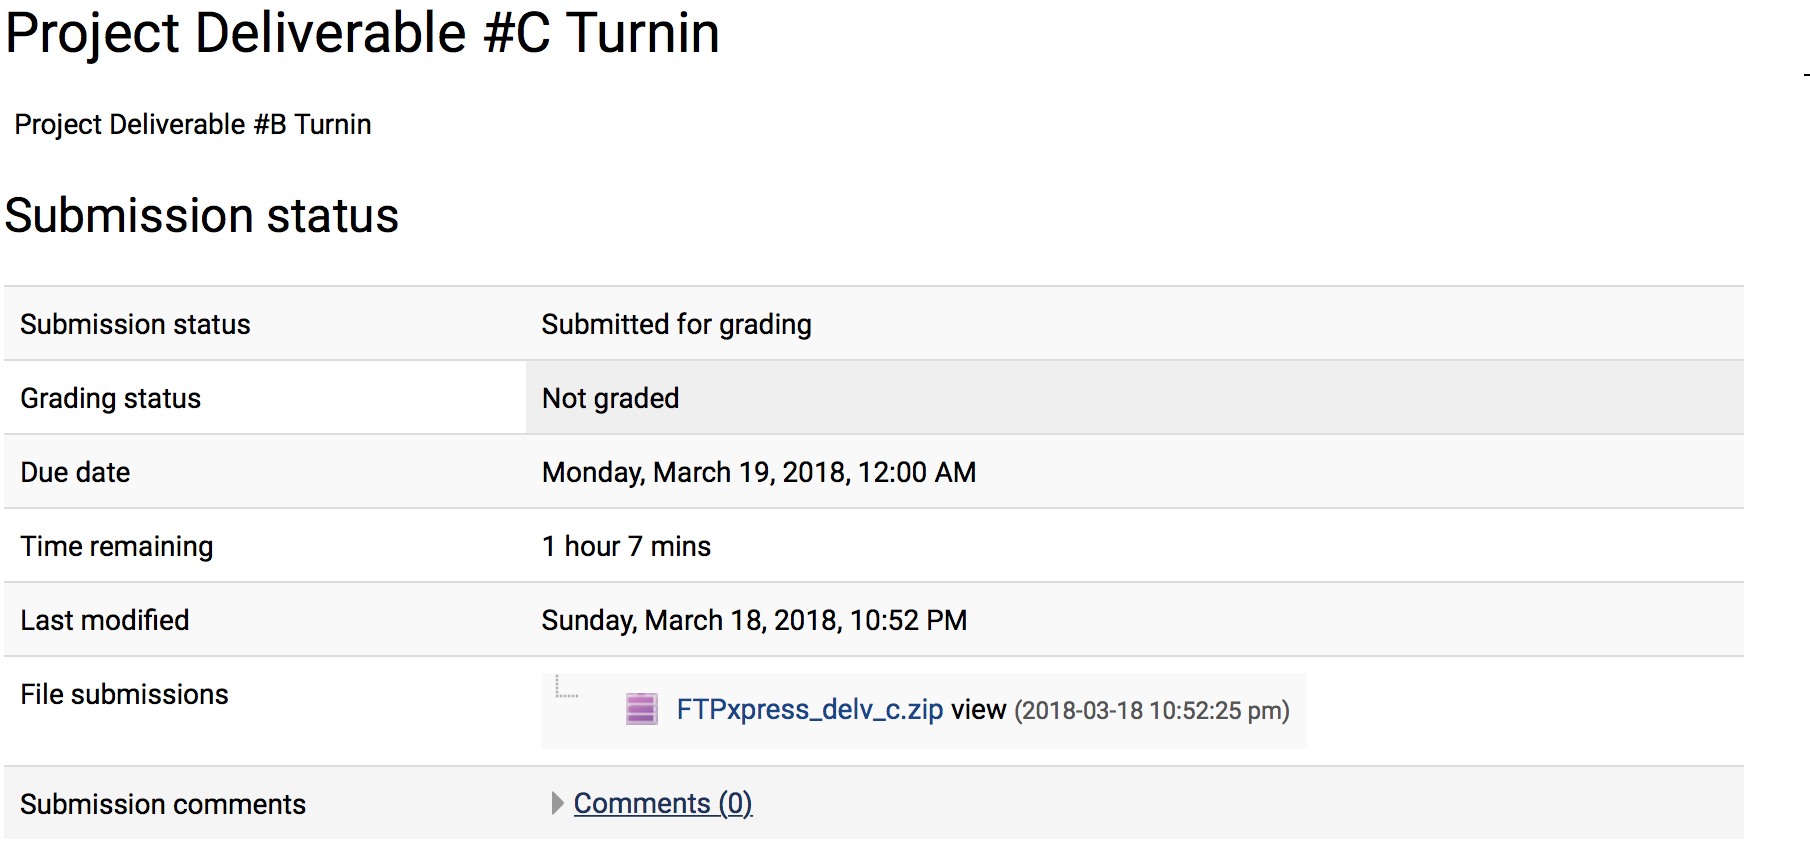 Project Deliverable #C Turnin
Project Deliverable #B Turnin
Submission status
Submission status Submitted for grading
Grading status Not graded
Due date Monday, March 19, 2018, 12:00 AM
Time remaining 1 hour 7 mins
Last modified Sunday, March 18, 2018, 10:52 PM
File submissions FTPxpress_delv_c.zip view (2018-03-18 10:52:25 pm)
Submission comments Comments (0)